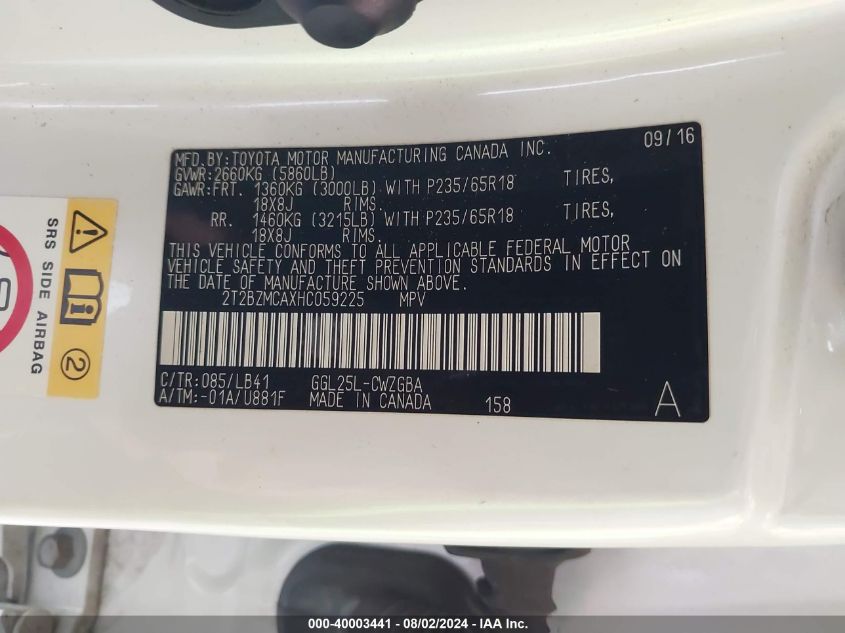 MFD.BY:TOYOTA MOTOR MANUFACTURING CANADA INC. 09/16
GVWR:2660KG (5860LB)
GAWR:FRT. 1360KG (3000LB) WITH P235/65R18 TIRES,
18X8J RIMS.
RR. 1460KG (3215LB) WITH P235/65R18 TIRES,
18X8J RIMS.
THIS VEHICLE CONFORMS TO ALL APPLICABLE FEDERAL MOTOR
VEHICLE SAFETY AND THEFT PREVENTION STANDARDS IN EFFECT ON
THE DATE OF MANUFACTURE SHOWN ABOVE.
2T2BZMCAXHC059225 MPV
C/TR:085/LB41 GGL25L-CWZGBA
A/TM:-01A/U881F MADE IN CANADA 158 A
SRS SIDE AIRBAG
2
000-40003441 - 08/02/2024 - IAA Inc.